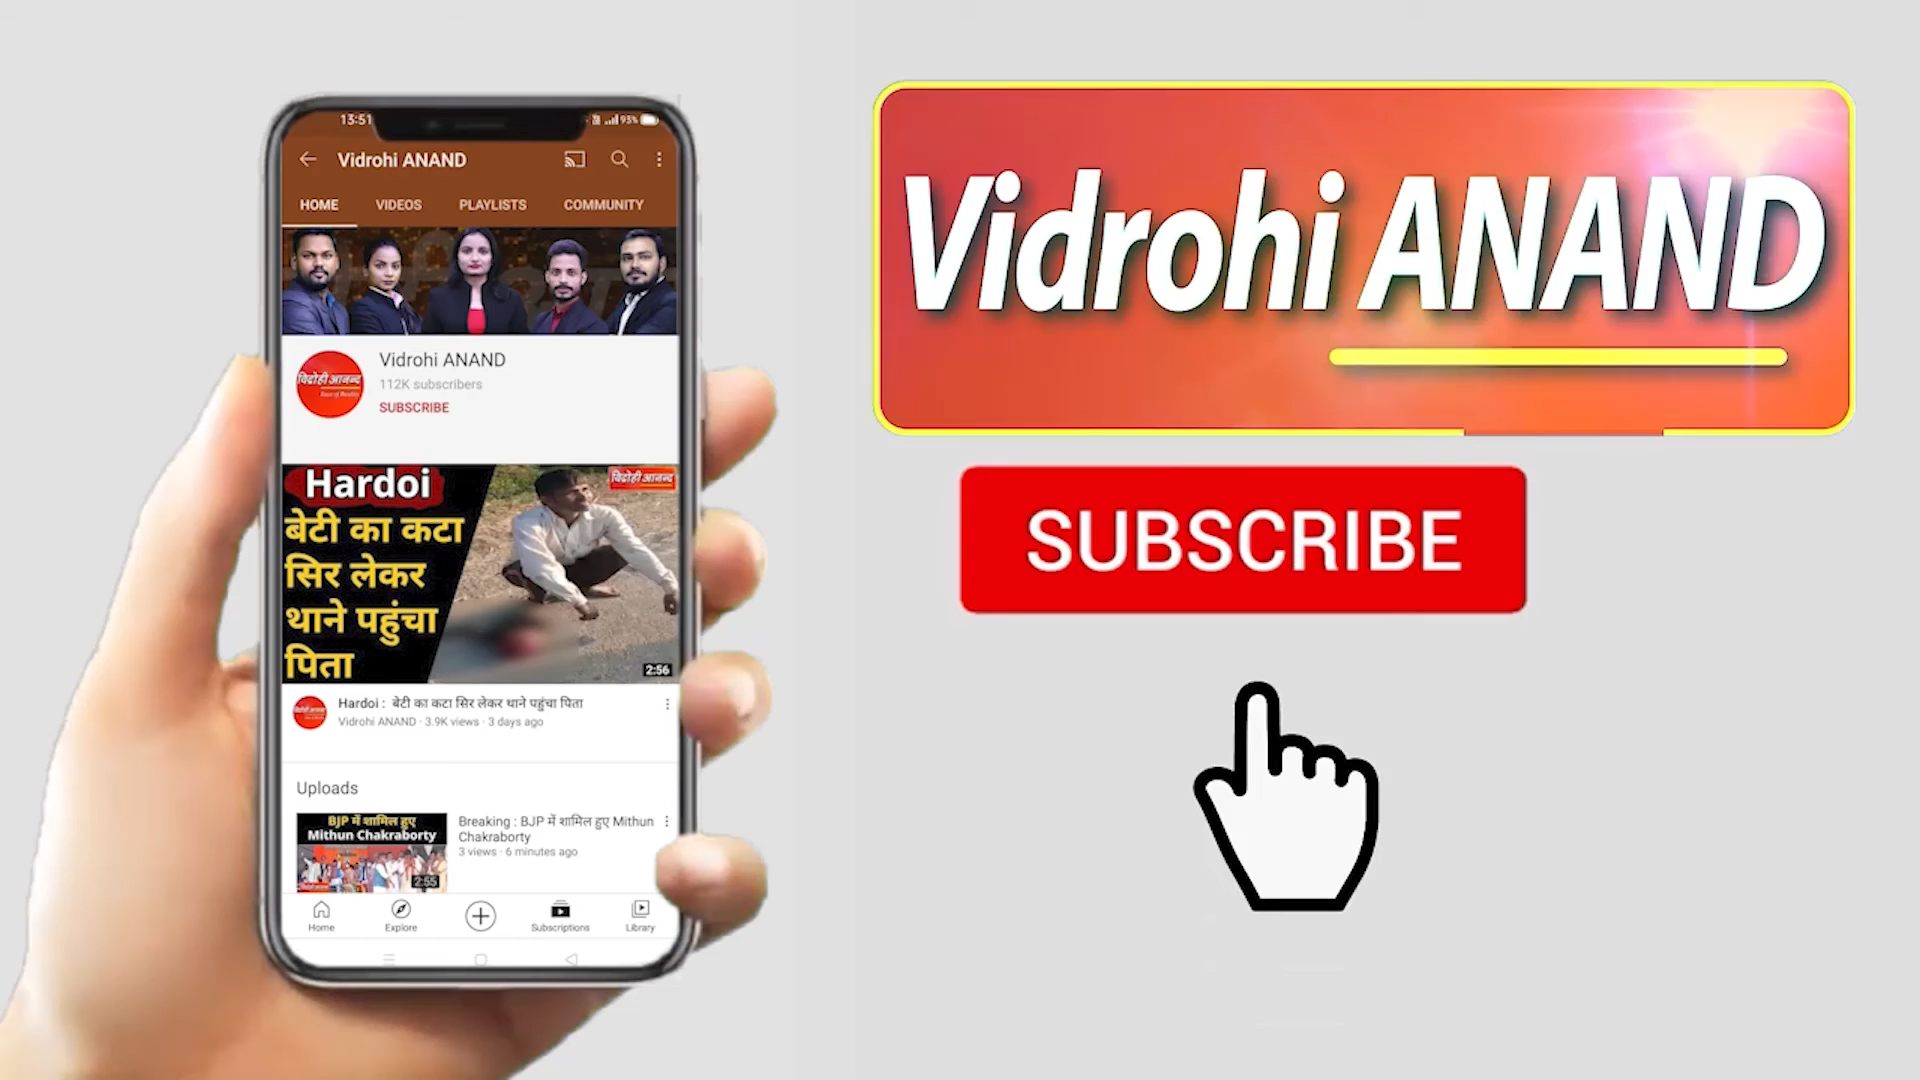 13:51
93%
Vidrohi ANAND
HOME VIDEOS PLAYLISTS COMMUNITY
Vidrohi ANAND
112K subscribers
SUBSCRIBE
विद्रोही आनन्द
Hardoi
विद्रोही आनन्द
बेटी का कटा
सिर लेकर
थाने पहुंचा
पिता
2:56
Hardoi : बेटी का कटा सिर लेकर थाने पहुंचा पिता
Vidrohi ANAND · 3.9K views · 3 days ago
Uploads
BJP में शामिल हुए
Mithun Chakraborty
2:55
Breaking : BJP में शामिल हुए Mithun
Chakraborty
3 views · 6 minutes ago
Home Explore Subscriptions Library
Vidrohi ANAND
SUBSCRIBE